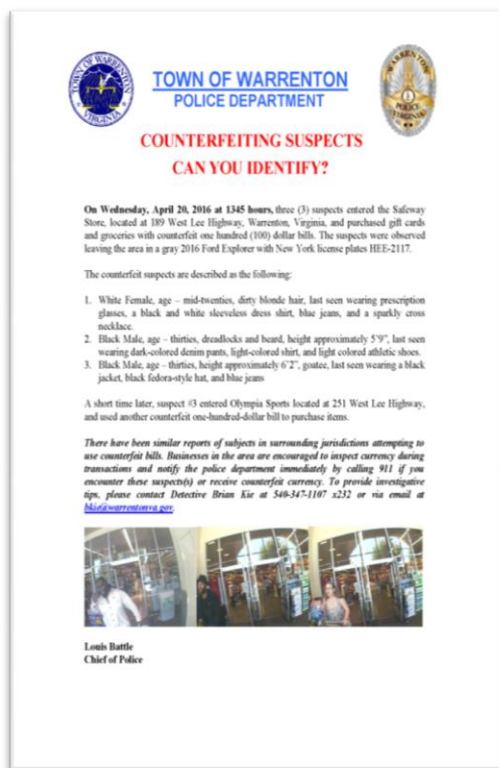 TOWN OF WARRENTON
VIRGINIA
WARRENTON
POLICE
VIRGINIA
TOWN OF WARRENTON
POLICE DEPARTMENT
COUNTERFEITING SUSPECTS
CAN YOU IDENTIFY?
On Wednesday, April 20, 2016 at 1345 hours, three (3) suspects entered the Safeway
Store, located at 189 West Lee Highway, Warrenton, Virginia, and purchased gift cards
and groceries with counterfeit one hundred (100) dollar bills. The suspects were observed
leaving the area in a gray 2016 Ford Explorer with New York license plates HEE-2117.
The counterfeit suspects are described as the following:
1. White Female, age – mid-twenties, dirty blonde hair, last seen wearing prescription
glasses, a black and white sleeveless dress shirt, blue jeans, and a sparkly cross
necklace.
2. Black Male, age – thirties, dreadlocks and beard, height approximately 5'9", last seen
wearing dark-colored denim pants, light-colored shirt, and light colored athletic shoes.
3. Black Male, age – thirties, height approximately 6'2", goatee, last seen wearing a black
jacket, black fedora-style hat, and blue jeans
A short time later, suspect #3 entered Olympia Sports located at 251 West Lee Highway,
and used another counterfeit one-hundred-dollar bill to purchase items.
There have been similar reports of subjects in surrounding jurisdictions attempting to
use counterfeit bills. Businesses in the area are encouraged to inspect currency during
transactions and notify the police department immediately by calling 911 if you
encounter these suspects(s) or receive counterfeit currency. To provide investigative
tips, please contact Detective Brian Kie at 540-347-1107 x232 or via email at
bkie@warrentonva.gov.
Louis Battle
Chief of Police